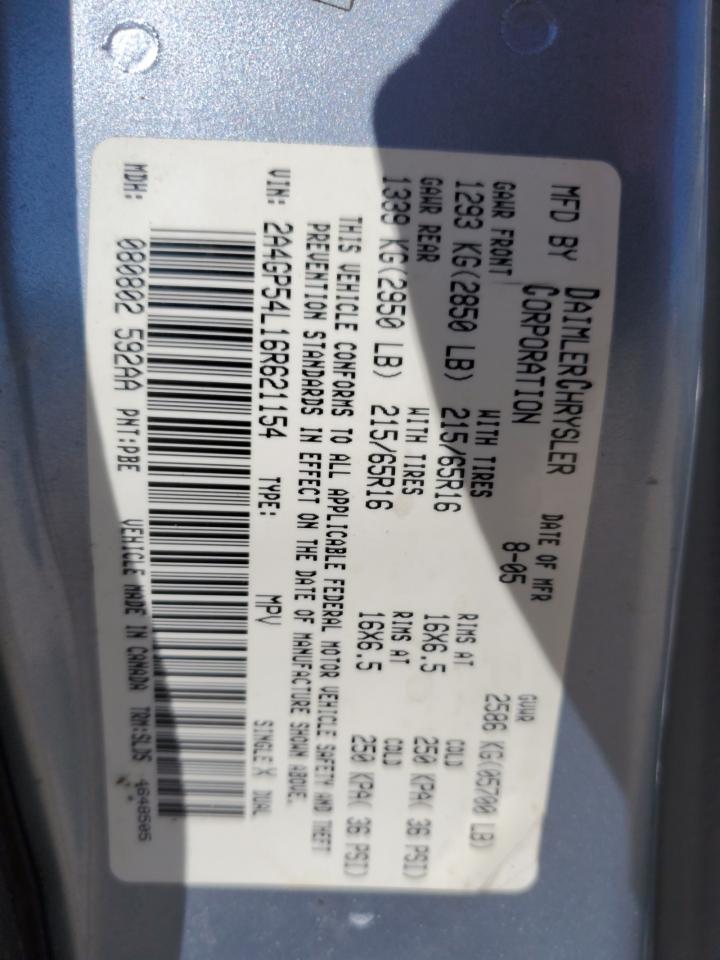 MFD BY DAIMLERCHRYSLER CORPORATION DATE OF MFR 8-05 GVWR 2586 KG(05700 LB)
GAWR FRONT WITH TIRES RIMS AT COLD
1293 KG(2850 LB) 215/65R16 16X6.5 250 KPA( 36 PSI)
GAWR REAR WITH TIRES RIMS AT COLD
1339 KG(2950 LB) 215/65R16 16X6.5 250 KPA( 36 PSI)
THIS VEHICLE CONFORMS TO ALL APPLICABLE FEDERAL MOTOR VEHICLE SAFETY AND THEFT
PREVENTION STANDARDS IN EFFECT ON THE DATE OF MANUFACTURE SHOWN ABOVE.
VIN: 2A4GP54L16R621154 TYPE: MPV SINGLE X DUAL
MDH: 080802 592AA PNT:PBE VEHICLE MADE IN CANADA TRM:SLJS 4648505